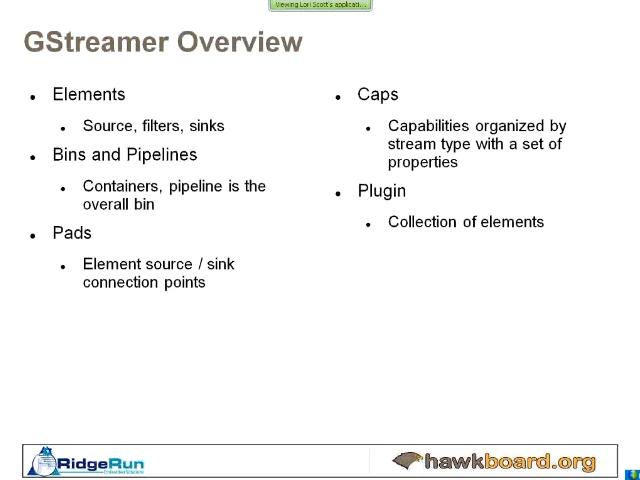 Viewing Lori Scott's applicati...
GStreamer Overview
Elements
Source, filters, sinks
Bins and Pipelines
Containers, pipeline is the
overall bin
Pads
Element source / sink
connection points
Caps
Capabilities organized by
stream type with a set of
properties
Plugin
Collection of elements
RidgeRun
Embedded Solutions
hawkboard.org